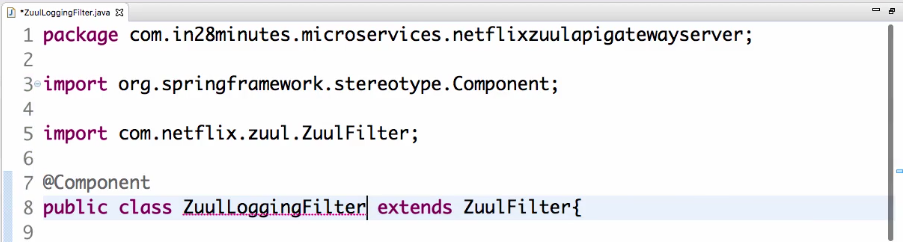 *ZuulLoggingFilter.java
1 package com.in28minutes.microservices.netflixzuulapigatewayserver;
2
3 import org.springframework.stereotype.Component;
4
5 import com.netflix.zuul.ZuulFilter;
6
7 @Component
8 public class ZuulLoggingFilter extends ZuulFilter{
9